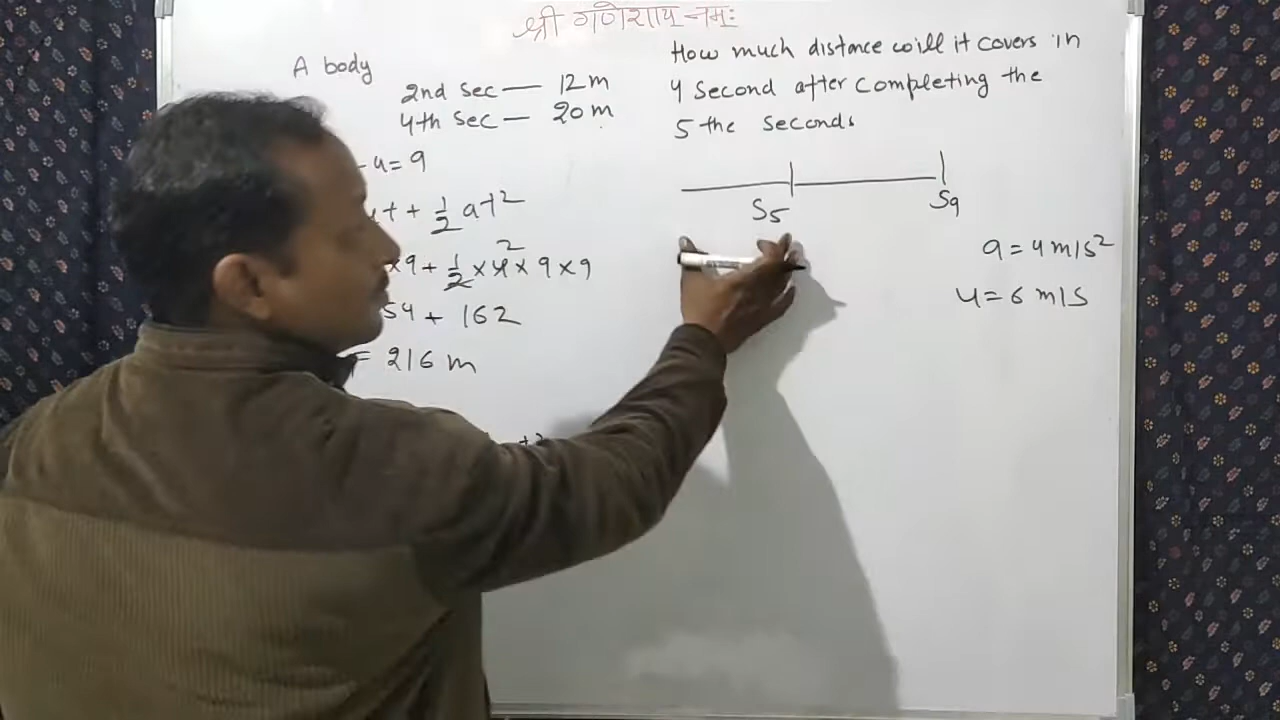 श्री गणेशाय नमः
A body
2nd sec — 12 m
4th sec — 20 m
u = 9
t + 1/2 at²
×9 + 1/2 × 4 2 × 9 × 9
54 + 162
= 216 m
How much distance will it covers in
4 Second after completing the
5 the seconds
S5 S9
a = 4 m/s²
u = 6 m/s